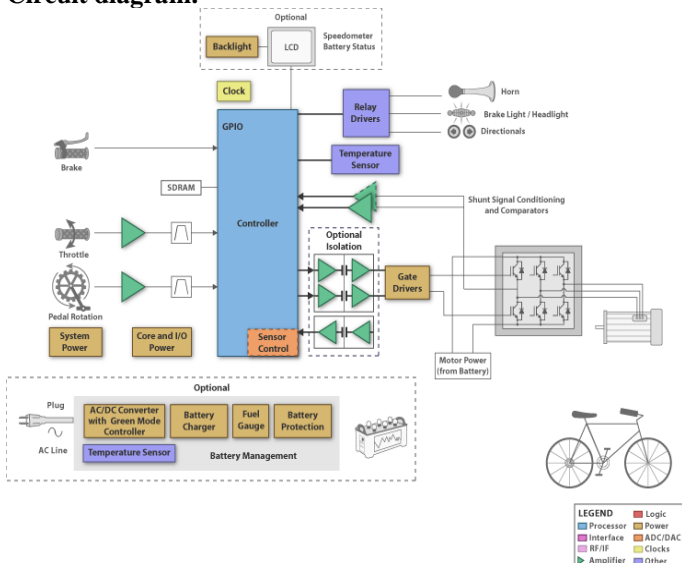 Circuit diagram:
Optional
Backlight
LCD
Speedometer
Battery Status
Clock
GPIO
Relay
Drivers
Horn
Brake Light / Headlight
Directionals
Temperature
Sensor
Brake
SDRAM
Controller
Shunt Signal Conditioning
and Comparators
Throttle
Optional
Isolation
Gate
Drivers
Pedal Rotation
System
Power
Core and I/O
Power
Sensor
Control
Motor Power
(from Battery)
Optional
Plug
AC Line
AC/DC Converter
with Green Mode
Controller
Battery
Charger
Fuel
Gauge
Battery
Protection
Temperature Sensor
Battery Management
LEGEND
Processor
Interface
RF/IF
Amplifier
Logic
Power
ADC/DAC
Clocks
Other